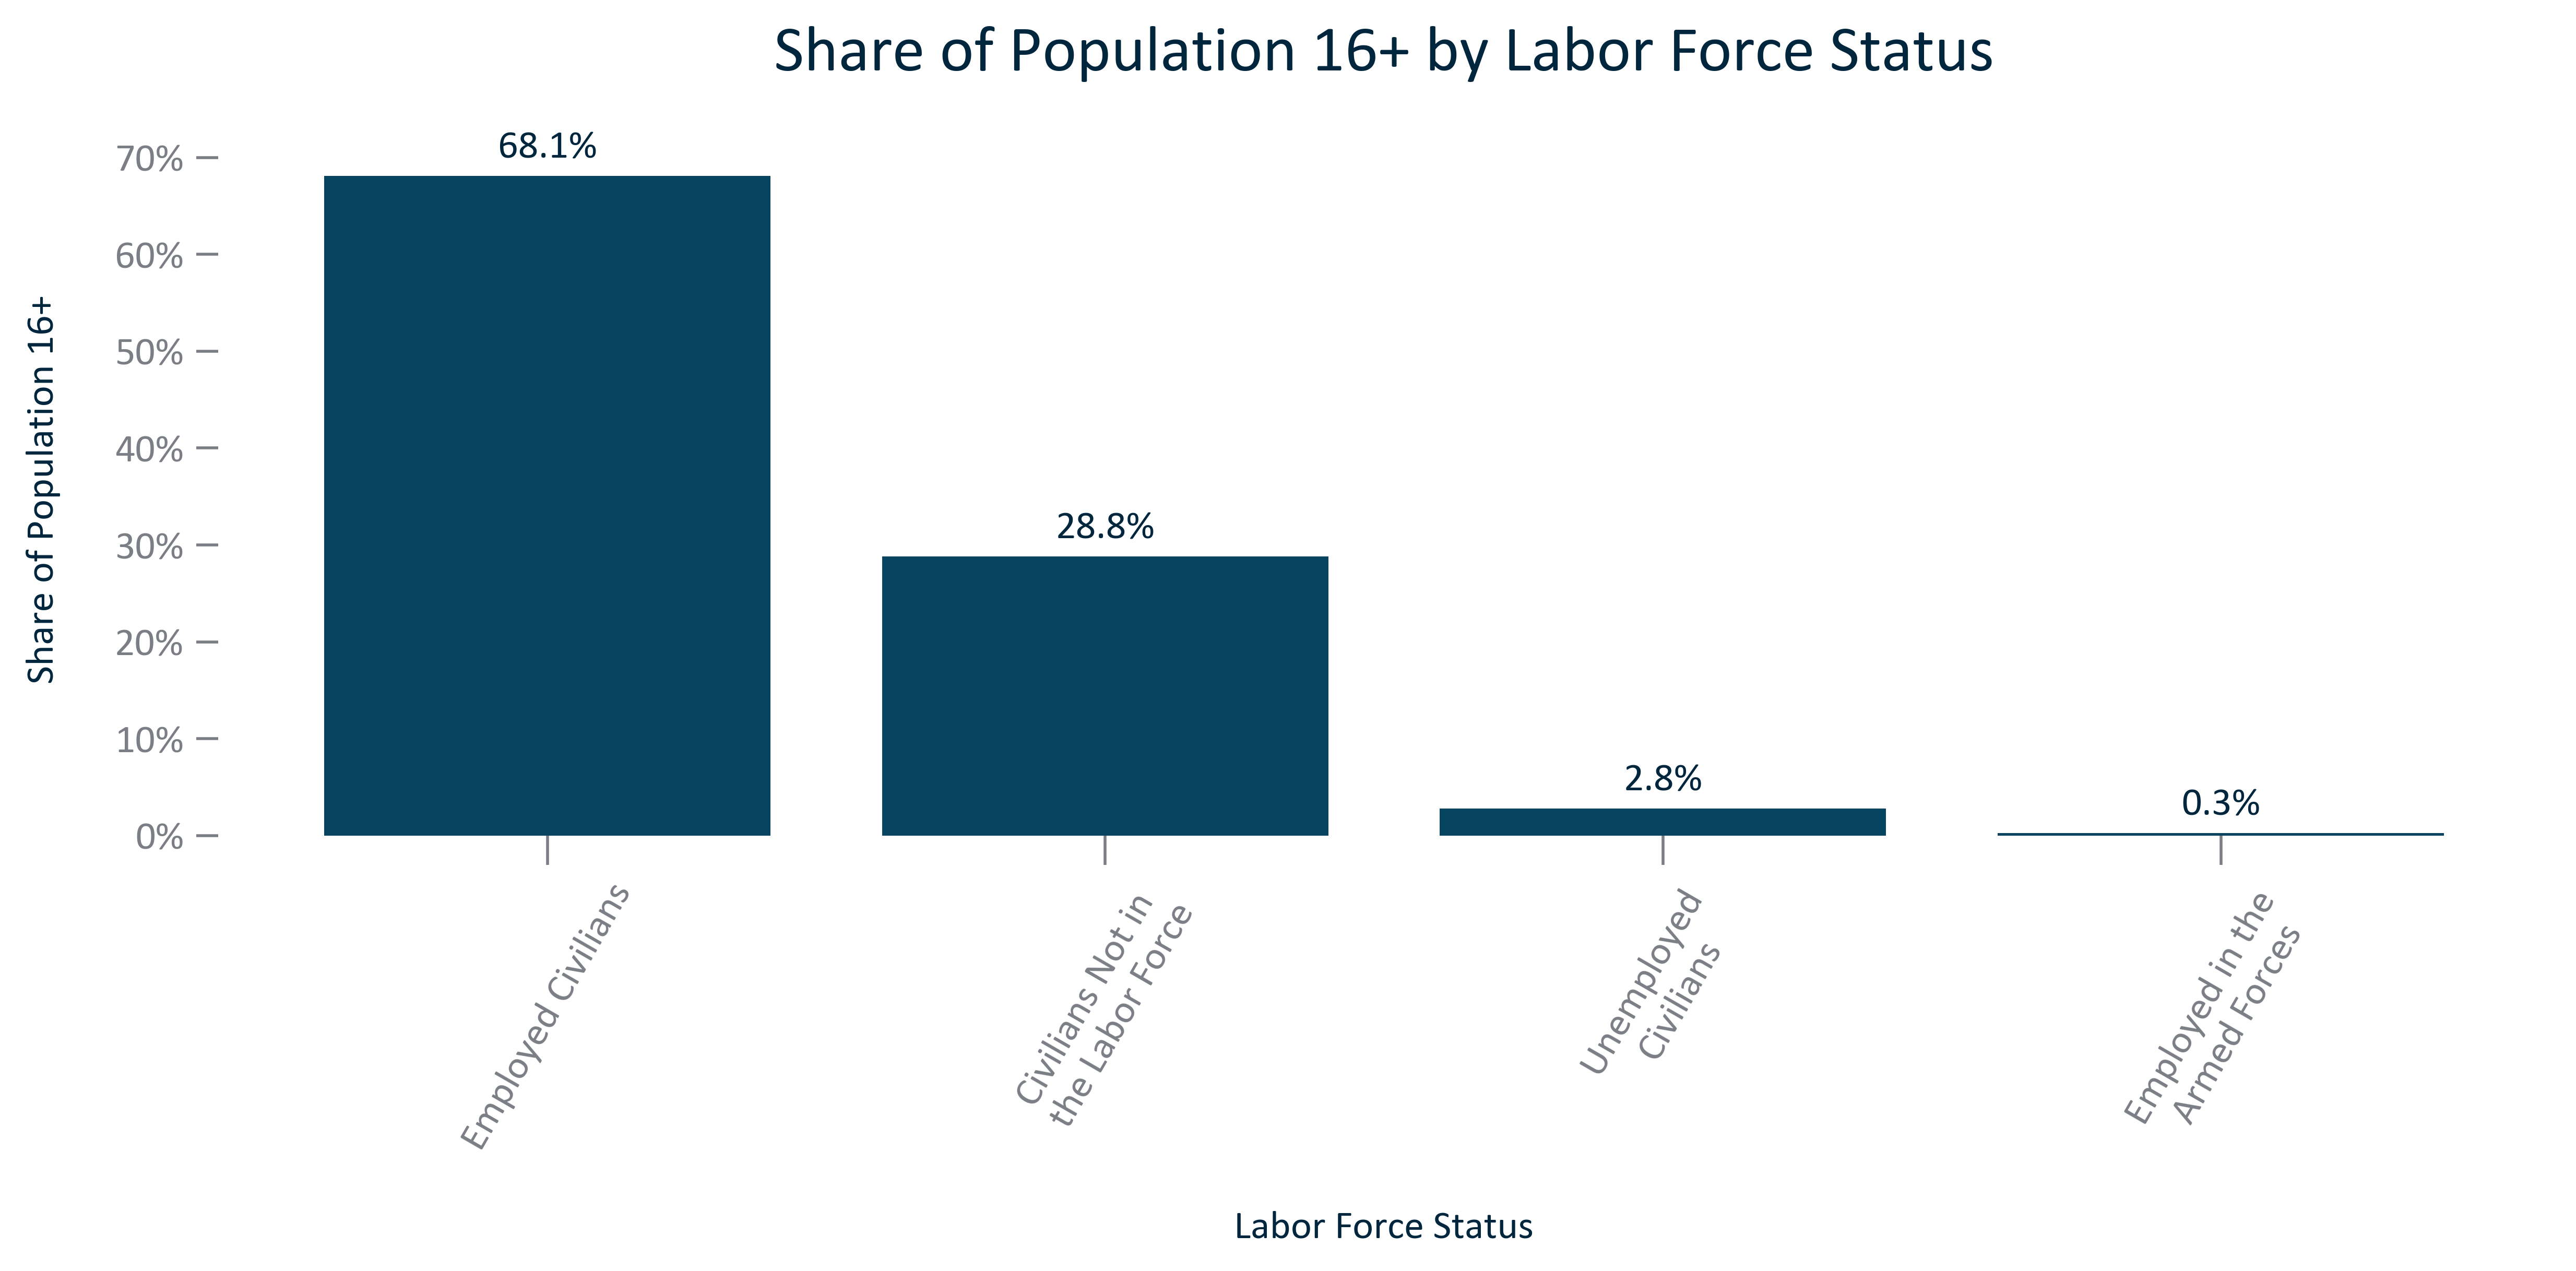 Share of Population 16+ by Labor Force Status
Share of Population 16+
70%
60%
50%
40%
30%
20%
10%
0%
68.1%
28.8%
2.8%
0.3%
Employed Civilians
Civilians Not in
the Labor Force
Unemployed
Civilians
Employed in the
Armed Forces
Labor Force Status